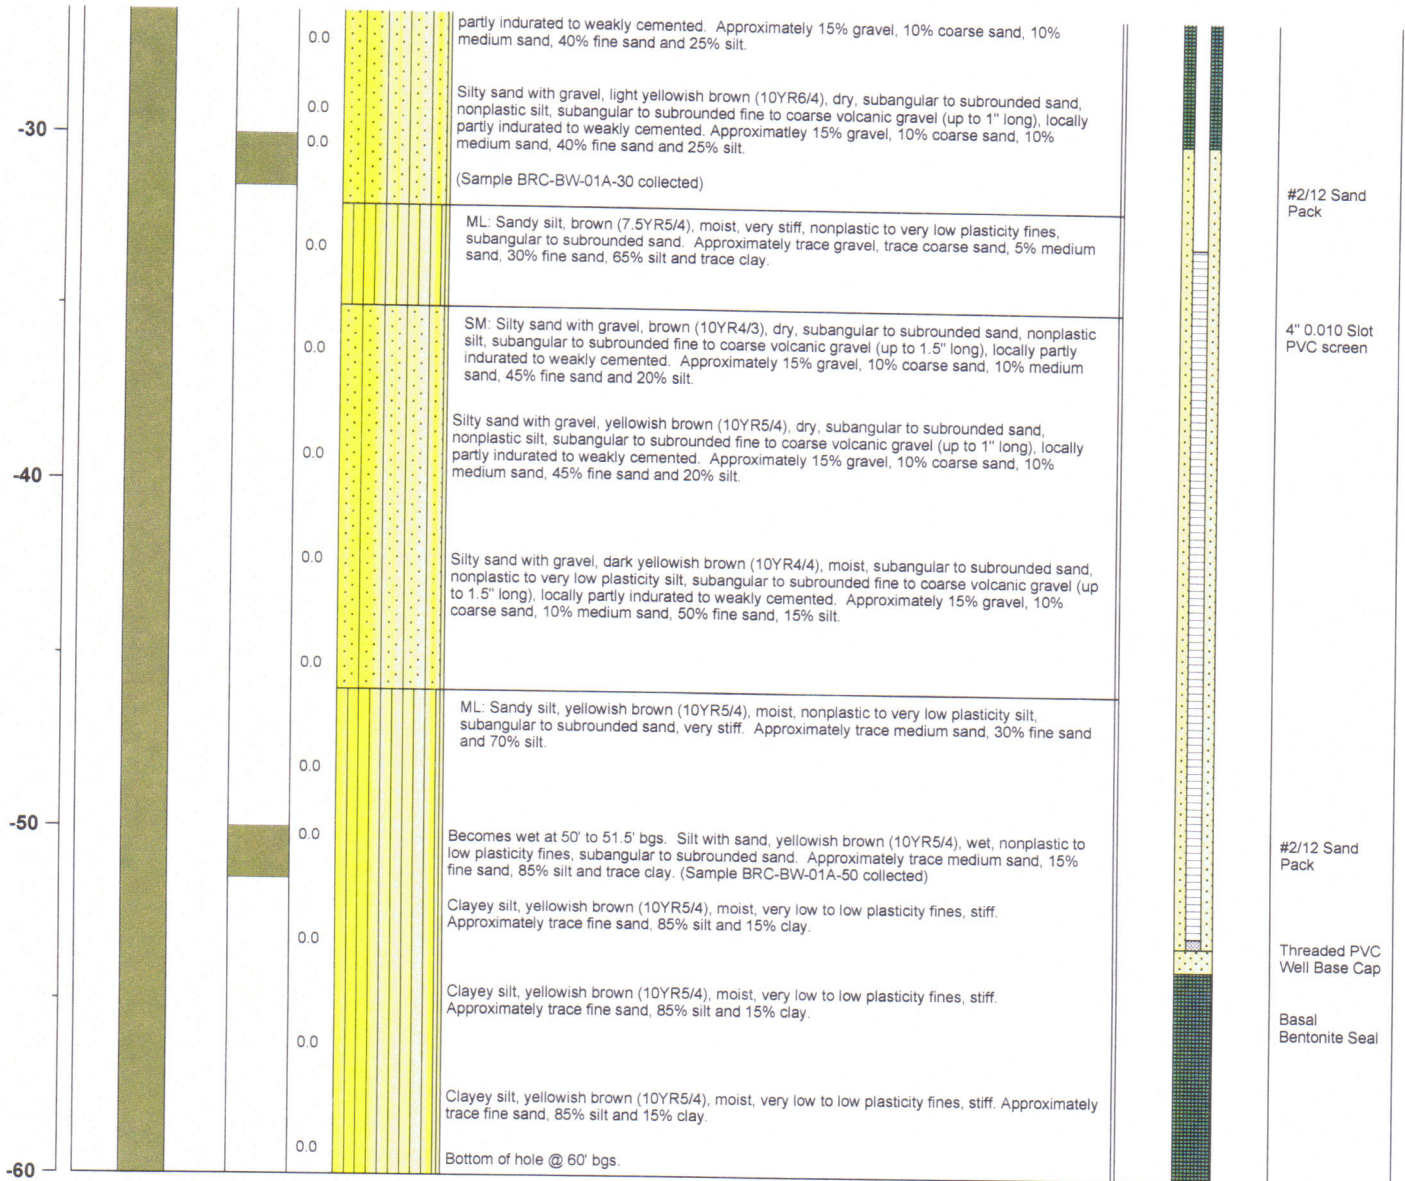 partly indurated to weakly cemented. Approximately 15% gravel, 10% coarse sand, 10%
medium sand, 40% fine sand and 25% silt.
0.0
Silty sand with gravel, light yellowish brown (10YR6/4), dry, subangular to subrounded sand,
nonplastic silt, subangular to subrounded fine to coarse volcanic gravel (up to 1" long), locally
partly indurated to weakly cemented. Approximatley 15% gravel, 10% coarse sand, 10%
medium sand, 40% fine sand and 25% silt.
0.0
-30
0.0
(Sample BRC-BW-01A-30 collected)
#2/12 Sand
Pack
ML: Sandy silt, brown (7.5YR5/4), moist, very stiff, nonplastic to very low plasticity fines,
subangular to subrounded sand. Approximately trace gravel, trace coarse sand, 5% medium
sand, 30% fine sand, 65% silt and trace clay.
0.0
SM: Silty sand with gravel, brown (10YR4/3), dry, subangular to subrounded sand, nonplastic
silt, subangular to subrounded fine to coarse volcanic gravel (up to 1.5" long), locally partly
indurated to weakly cemented. Approximately 15% gravel, 10% coarse sand, 10% medium
sand, 45% fine sand and 20% silt.
0.0
4" 0.010 Slot
PVC screen
Silty sand with gravel, yellowish brown (10YR5/4), dry, subangular to subrounded sand,
nonplastic silt, subangular to subrounded fine to coarse volcanic gravel (up to 1" long), locally
partly indurated to weakly cemented. Approximately 15% gravel, 10% coarse sand, 10%
medium sand, 45% fine sand and 20% silt.
0.0
-40
0.0
Silty sand with gravel, dark yellowish brown (10YR4/4), moist, subangular to subrounded sand,
nonplastic to very low plasticity silt, subangular to subrounded fine to coarse volcanic gravel (up
to 1.5" long), locally partly indurated to weakly cemented. Approximately 15% gravel, 10%
coarse sand, 10% medium sand, 50% fine sand, 15% silt.
0.0
ML: Sandy silt, yellowish brown (10YR5/4), moist, nonplastic to very low plasticity silt,
subangular to subrounded sand, very stiff. Approximately trace medium sand, 30% fine sand
and 70% silt.
0.0
-50
0.0
Becomes wet at 50' to 51.5' bgs. Silt with sand, yellowish brown (10YR5/4), wet, nonplastic to
low plasticity fines, subangular to subrounded sand. Approximately trace medium sand, 15%
fine sand, 85% silt and trace clay. (Sample BRC-BW-01A-50 collected)
#2/12 Sand
Pack
Clayey silt, yellowish brown (10YR5/4), moist, very low to low plasticity fines, stiff.
Approximately trace fine sand, 85% silt and 15% clay.
0.0
Threaded PVC
Well Base Cap
Clayey silt, yellowish brown (10YR5/4), moist, very low to low plasticity fines, stiff.
Approximately trace fine sand, 85% silt and 15% clay.
0.0
Basal
Bentonite Seal
Clayey silt, yellowish brown (10YR5/4), moist, very low to low plasticity fines, stiff. Approximately
trace fine sand, 85% silt and 15% clay.
0.0
Bottom of hole @ 60' bgs.
-60